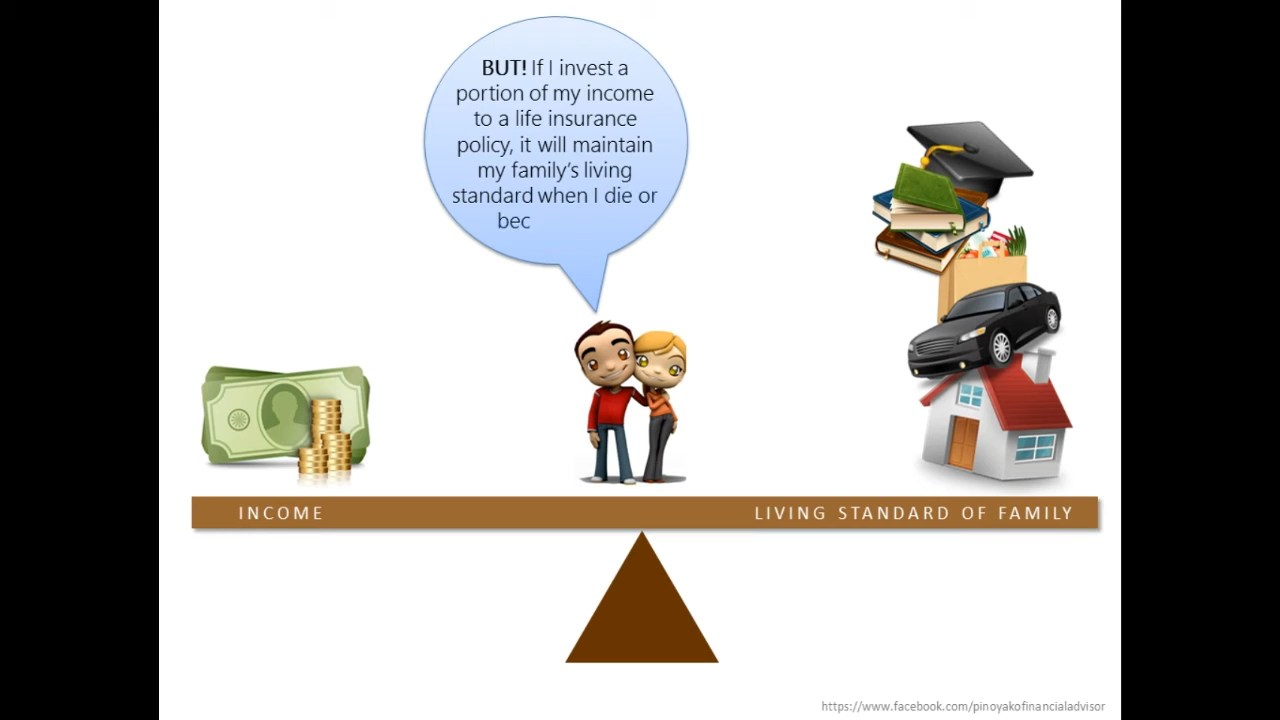 BUT! If I invest a
portion of my income
to a life insurance
policy, it will maintain
my family’s living
standard when I die or
bec
INCOME
LIVING STANDARD OF FAMILY
https://www.facebook.com/pinoyakofinancialadvisor